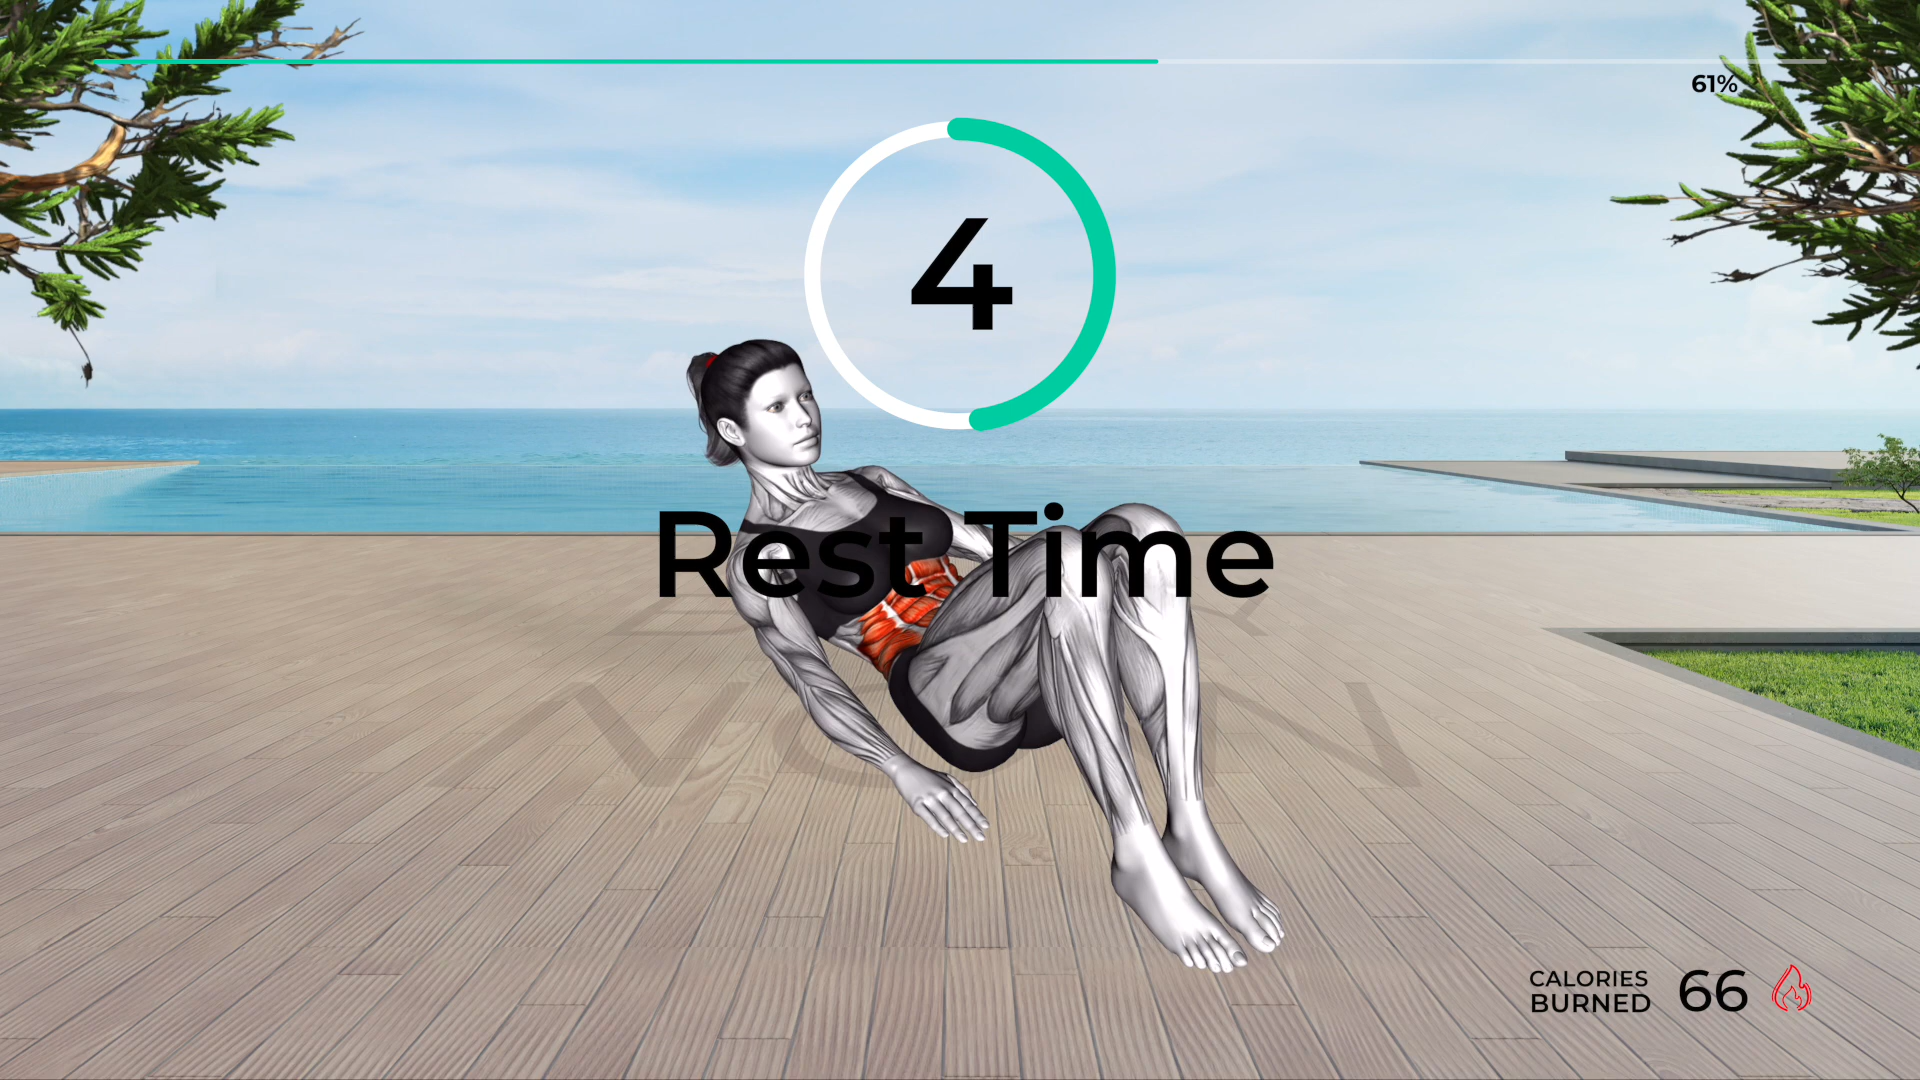 61%
4
Rest Time
CALORIES
BURNED
66